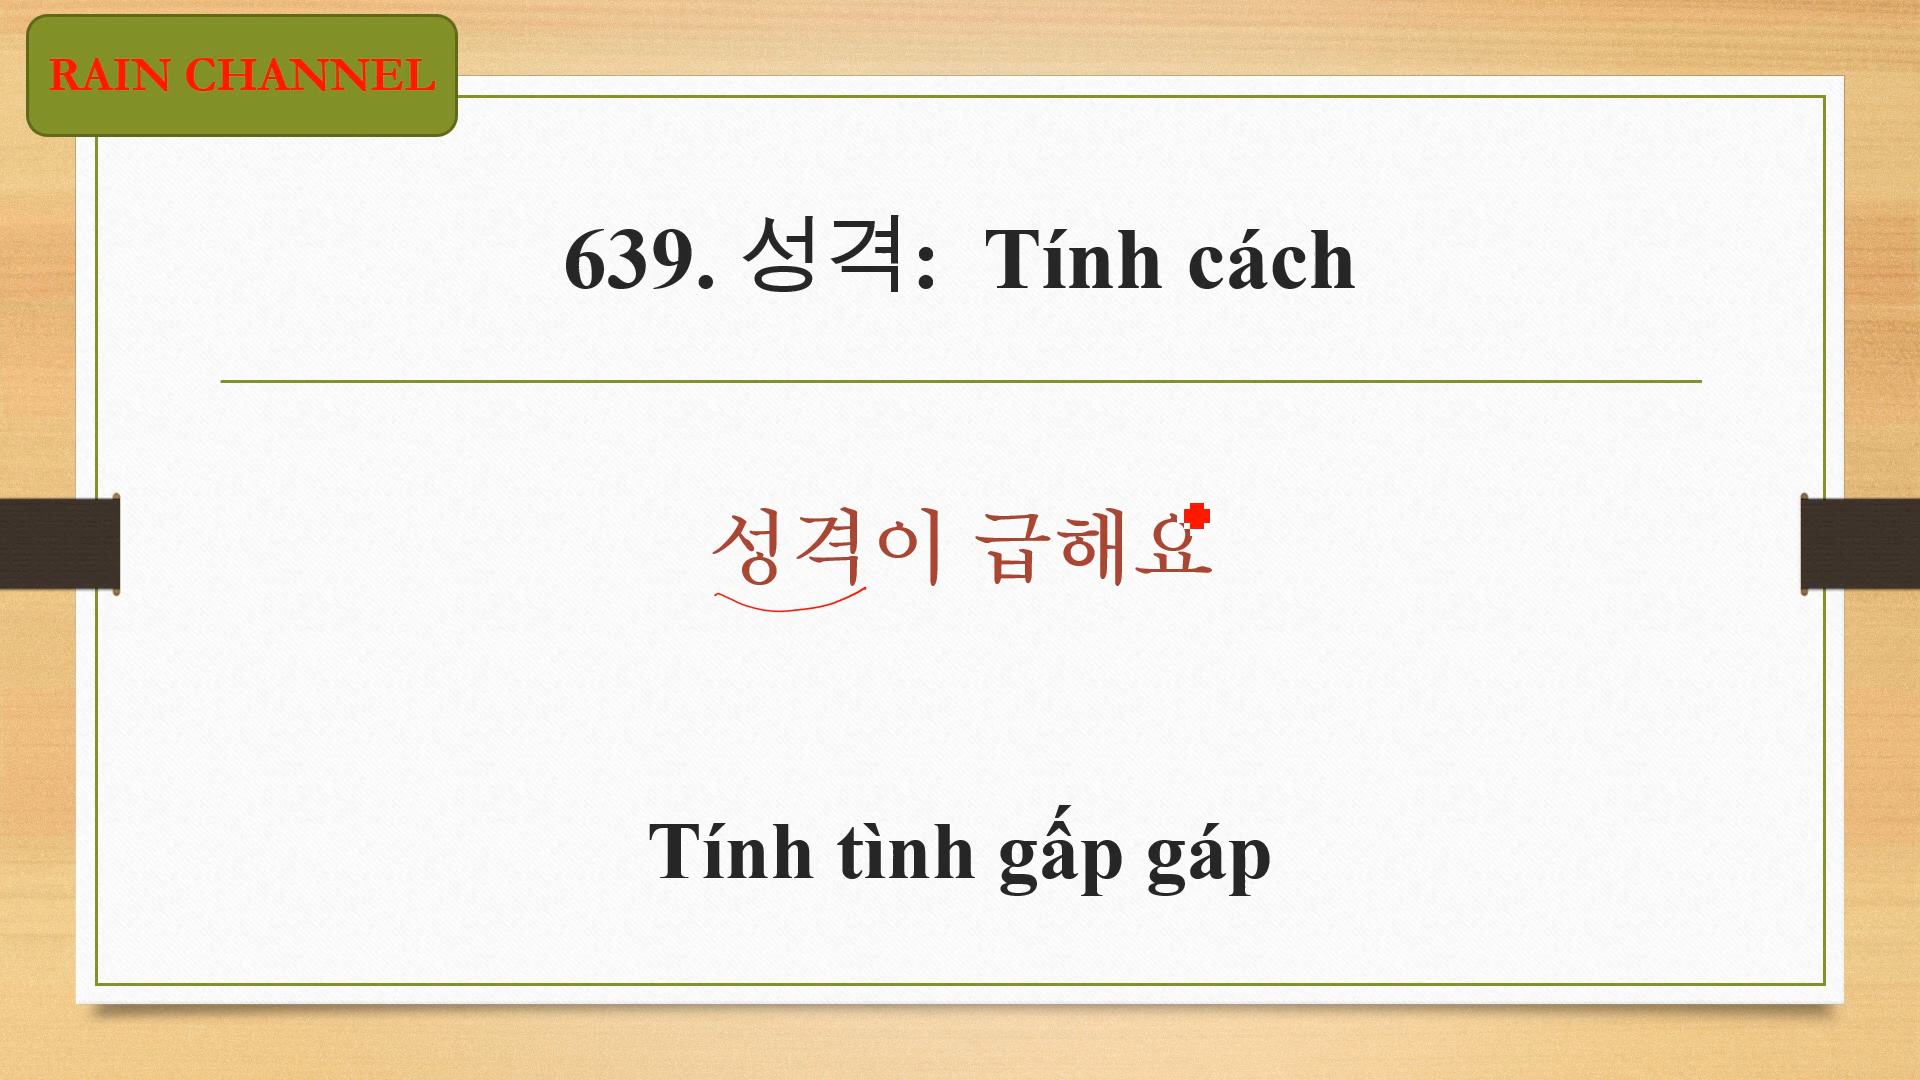 RAIN CHANNEL
639. 성격: Tính cách
성격이 급해요
Tính tình gấp gáp